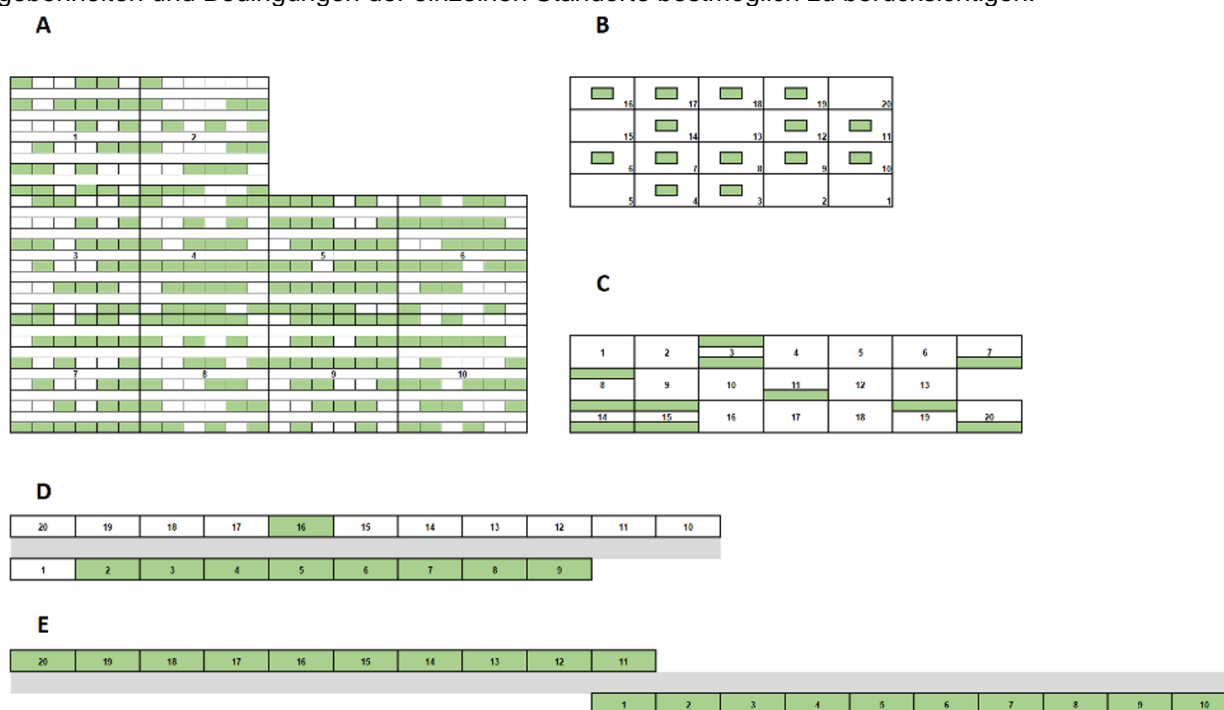 gebenheiten und Bedingungen der einzelnen Standorte bestmöglich zu berücksichtigen.
A
B
1 2
3 4 5 6
7 8 9 10
16 17 18 19 20
15 14 13 12 11
6 7 8 9 10
5 4 3 2 1
C
1 2 3 4 5 6 7
8 9 10 11 12 13
14 15 16 17 18 19 20
D
20 19 18 17 16 15 14 13 12 11 10
1 2 3 4 5 6 7 8 9
E
20 19 18 17 16 15 14 13 12 11
1 2 3 4 5 6 7 8 9 10